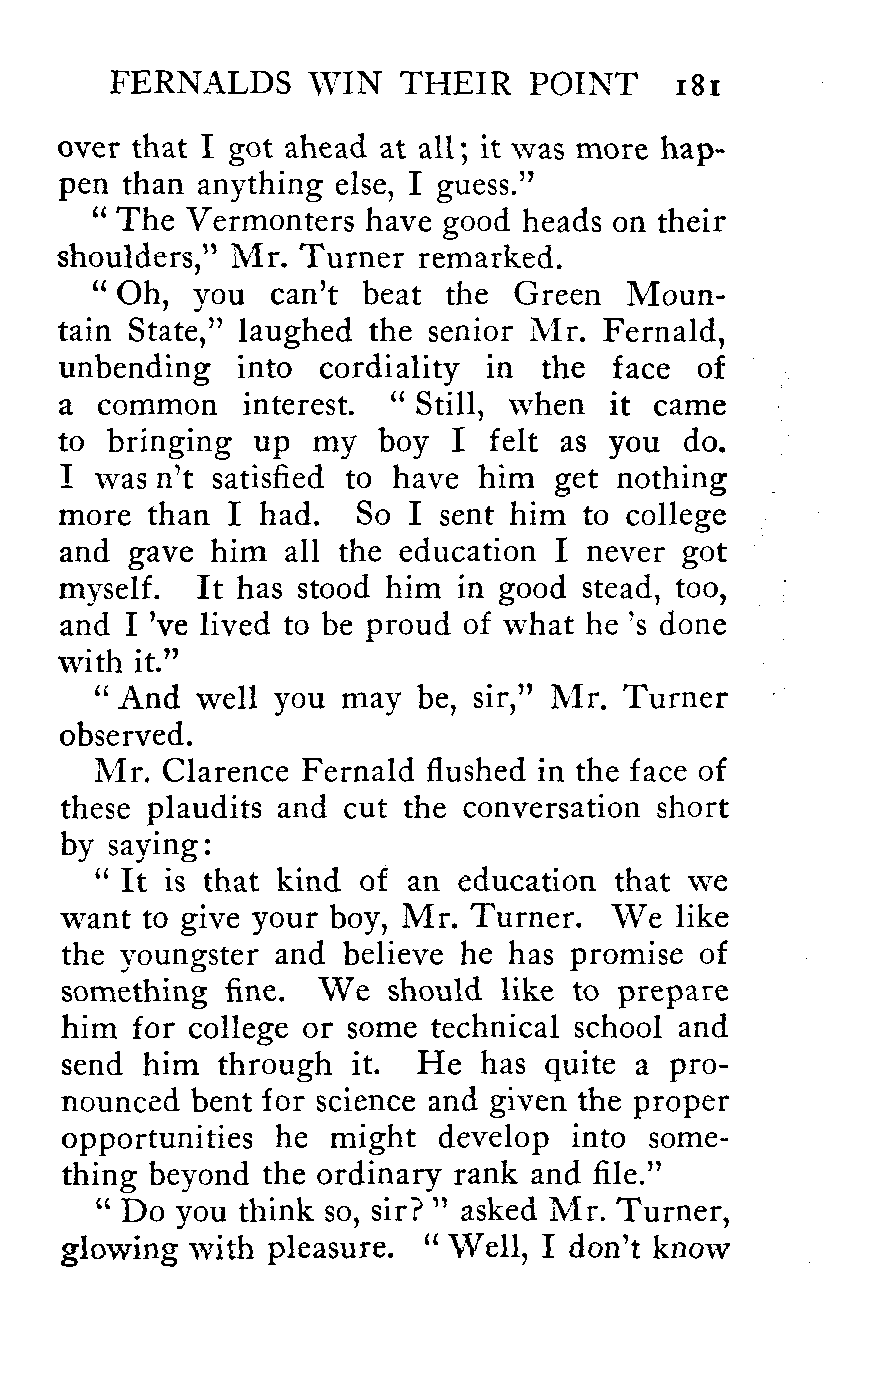 FERNALDS WIN THEIR POINT 181
over that I got ahead at all; it was more hap-
pen than anything else, I guess."
" The Vermonters have good heads on their
shoulders," Mr. Turner remarked.
" Oh, you can't beat the Green Moun-
tain State," laughed the senior Mr. Fernald,
unbending into cordiality in the face of
a common interest. " Still, when it came
to bringing up my boy I felt as you do.
I was n't satisfied to have him get nothing
more than I had. So I sent him to college
and gave him all the education I never got
myself. It has stood him in good stead, too,
and I 've lived to be proud of what he 's done
with it."
" And well you may be, sir," Mr. Turner
observed.
Mr. Clarence Fernald flushed in the face of
these plaudits and cut the conversation short
by saying:
" It is that kind of an education that we
want to give your boy, Mr. Turner. We like
the youngster and believe he has promise of
something fine. We should like to prepare
him for college or some technical school and
send him through it. He has quite a pro-
nounced bent for science and given the proper
opportunities he might develop into some-
thing beyond the ordinary rank and file."
" Do you think so, sir? " asked Mr. Turner,
glowing with pleasure. " Well, I don't know